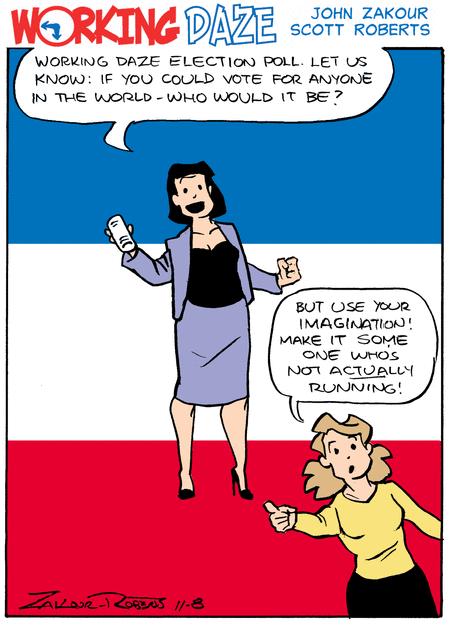 WORKING DAZE
JOHN ZAKOUR
SCOTT ROBERTS
WORKING DAZE ELECTION POLL. LET US
KNOW: IF YOU COULD VOTE FOR ANYONE
IN THE WORLD - WHO WOULD IT BE?
BUT USE YOUR
IMAGINATION!
MAKE IT SOME
ONE WHO'S
NOT ACTUALLY
RUNNING!
ZAKOUR-ROBERTS 11-8